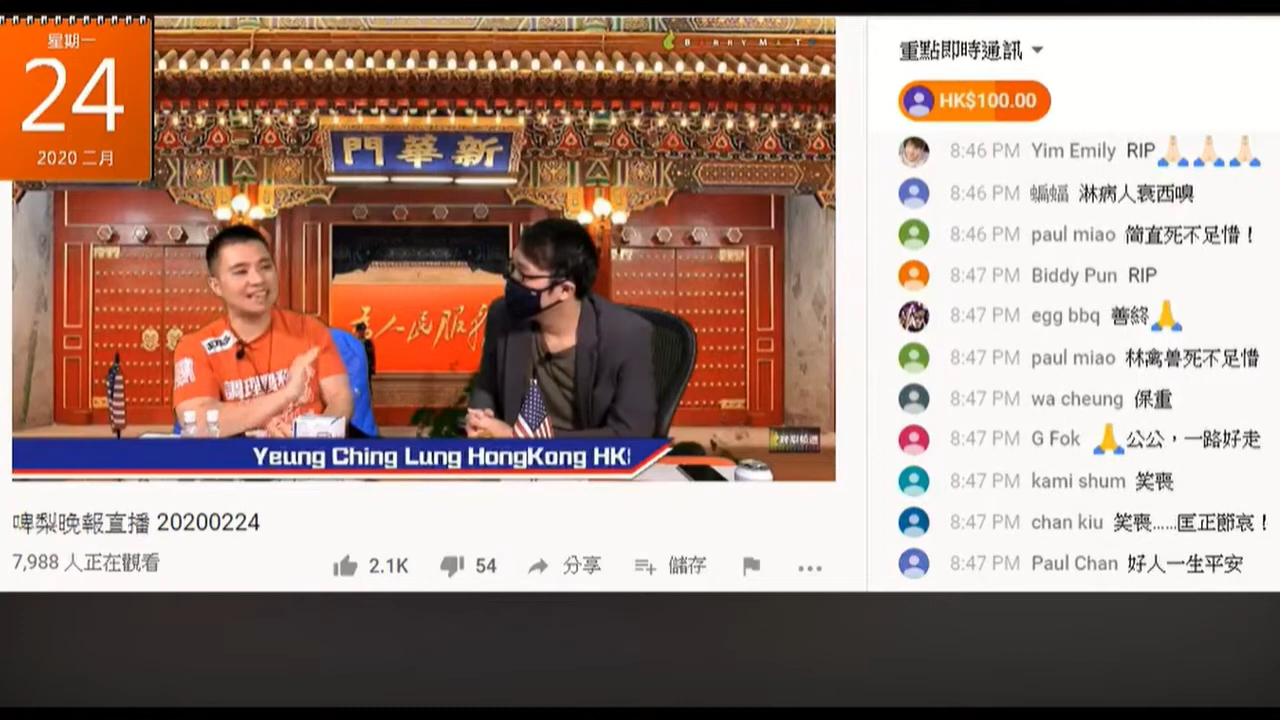 星期一
24
2020 二月
BARRY MA TO
新華門
為人民服務
Yeung Ching Lung HongKong HK
啤梨晚報直播 20200224
7,988 人正在觀看
2.1K
54
分享
儲存
重點即時通訊
HK$100.00
8:46 PM Yim Emily RIP🙏🏻🙏🏻🙏🏻
8:46 PM 蝙蝠 淋病人衰西嗅
8:46 PM paul miao 簡直死不足惜！
8:47 PM Biddy Pun RIP
8:47 PM egg bbq 善終🙏
8:47 PM paul miao 林禽兽死不足惜
8:47 PM wa cheung 保重
8:47 PM G Fok 🙏公公，一路好走
8:47 PM kami shum 笑喪
8:47 PM chan kiu 笑喪......匡正節哀！
8:47 PM Paul Chan 好人一生平安